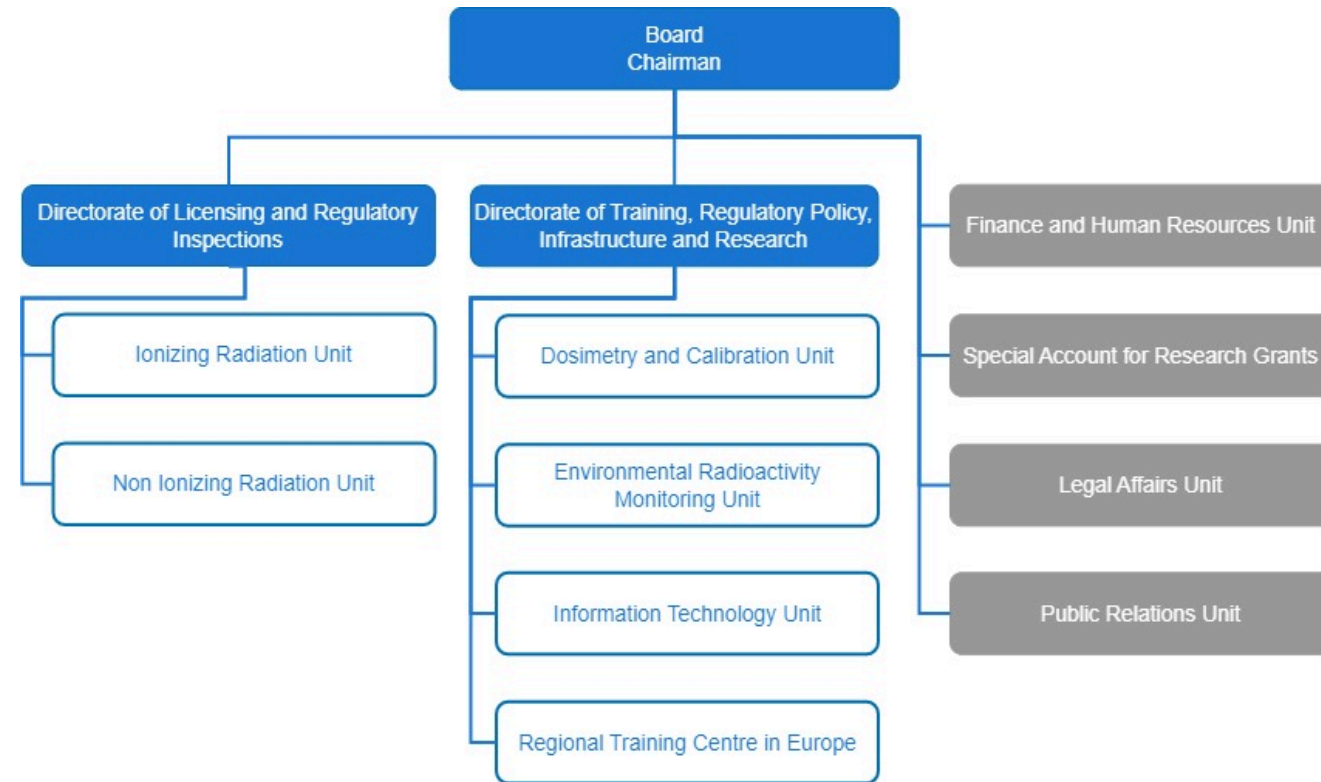 Board
Chairman
Directorate of Licensing and Regulatory
Inspections
Ionizing Radiation Unit
Non Ionizing Radiation Unit
Directorate of Training, Regulatory Policy,
Infrastructure and Research
Dosimetry and Calibration Unit
Environmental Radioactivity
Monitoring Unit
Information Technology Unit
Regional Training Centre in Europe
Finance and Human Resources Unit
Special Account for Research Grants
Legal Affairs Unit
Public Relations Unit